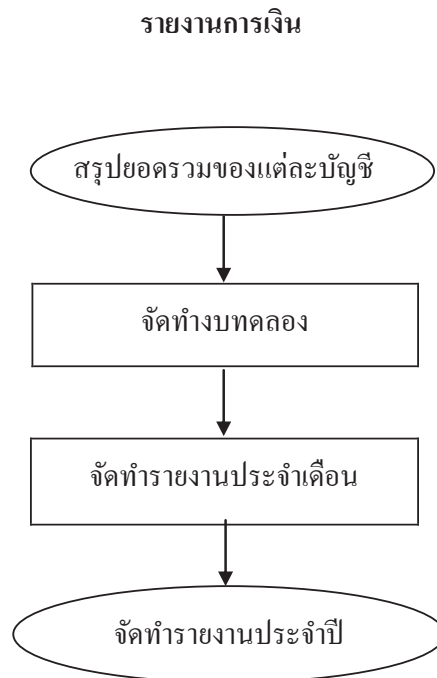 รายงานการเงิน
สรุปยอดรวมของแต่ละบัญชี
จัดทำงบทดลอง
จัดทำรายงานประจำเดือน
จัดทำรายงานประจำปี